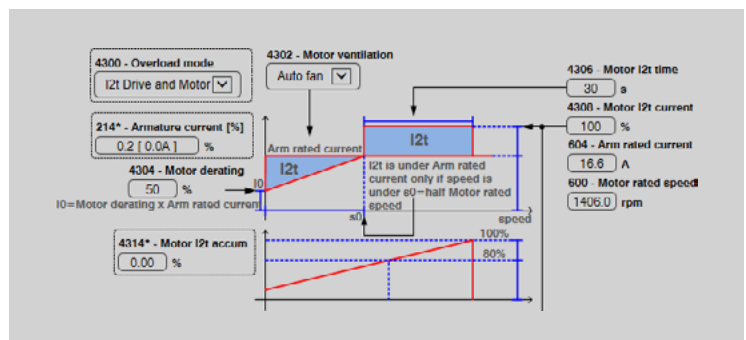 4300 - Overload mode
I2t Drive and Motor
4302 - Motor ventilation
Auto fan
4306 - Motor I2t time
30 s
4308 - Motor I2t current
100 %
214* - Armature current [%]
0.2 [ 0.0A ] %
604 - Arm rated current
16.6 A
600 - Motor rated speed
1406.0 rpm
4304 - Motor derating
50 %
I0=Motor derating x Arm rated current
I0
Arm rated current
I2t
I2t
I2t is under Arm rated
current only if speed is
under s0=half Motor rated
speed
s0
speed
4314* - Motor I2t accum
0.00 %
100%
80%